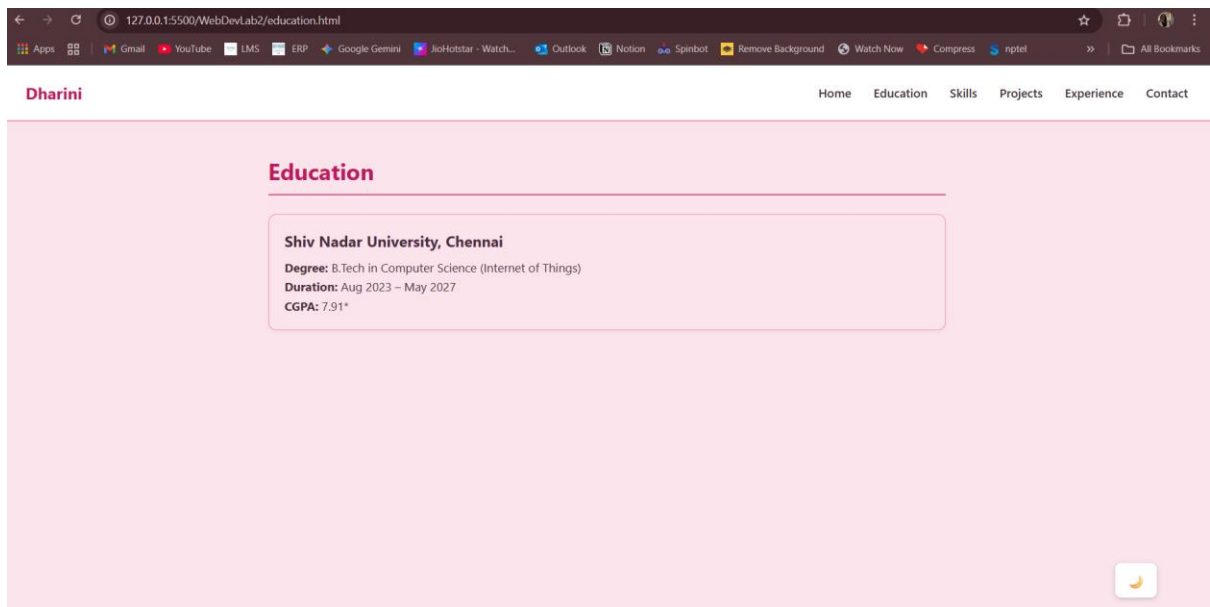 127.0.0.1:5500/WebDevLab2/education.html
Apps Gmail YouTube LMS ERP Google Gemini JioHotstar - Watch... Outlook Notion Spinbot Remove Background Watch Now Compress nptel » All Bookmarks
Dharini Home Education Skills Projects Experience Contact
Education
Shiv Nadar University, Chennai
Degree: B.Tech in Computer Science (Internet of Things)
Duration: Aug 2023 – May 2027
CGPA: 7.91*